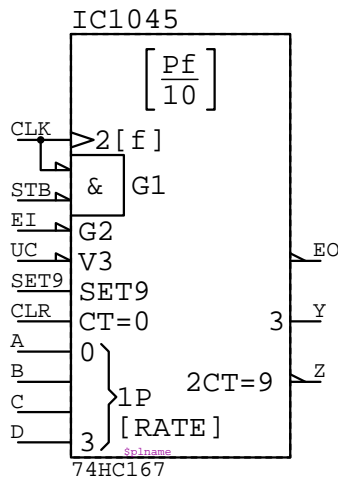 IC1045
[Pf/10]
CLK
2[f]
STB
&
G1
EI
G2
UC
V3
EO
SET9
SET9
CLR
CT=0
3
Y
A
0
B
2CT=9
Z
C
1P
D
3
[RATE]
$plname
74HC167